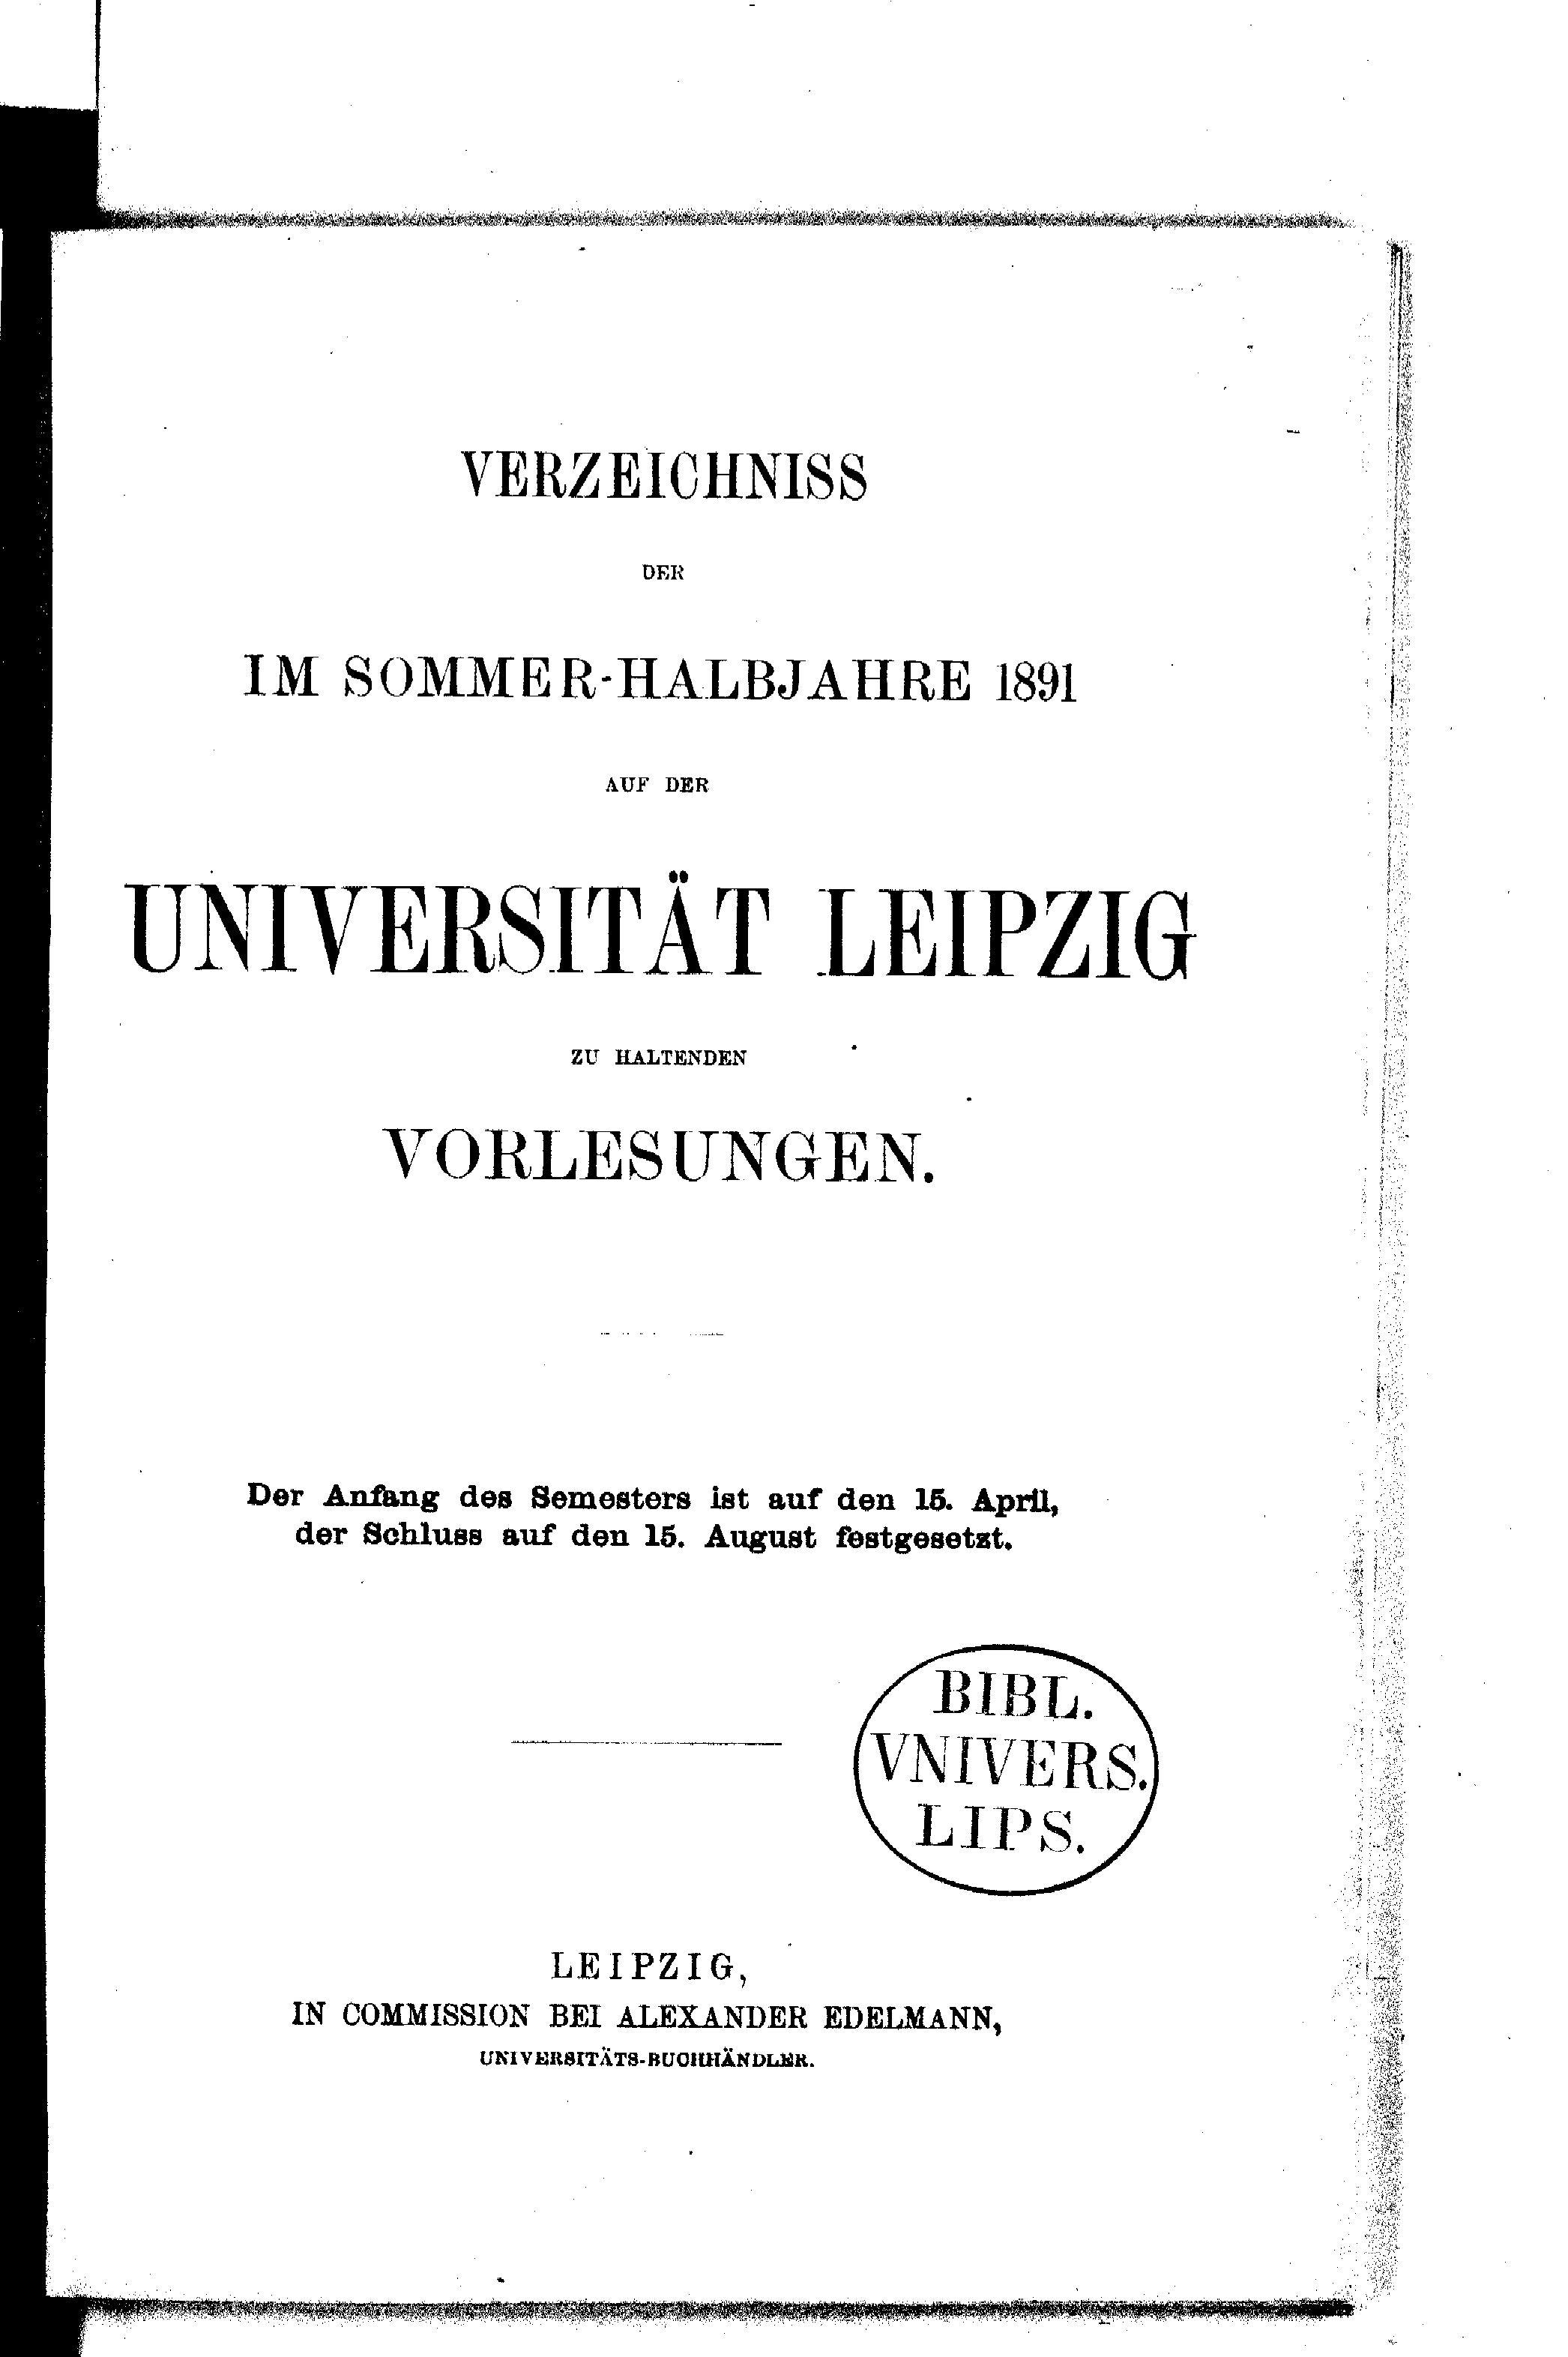 VERZEICHNISS
DER
IM SOMMER-HALBJAHRE 1891
AUF DER
UNIVERSITÄT LEIPZIG
ZU HALTENDEN
VORLESUNGEN.
Der Anfang des Semesters ist auf den 15. April,
der Schluss auf den 15. August festgesetzt.
BIBL.
VNIVERS.
LIPS.
LEIPZIG,
IN COMMISSION BEI ALEXANDER EDELMANN,
UNIVERSITÄTS-BUCHHÄNDLER.